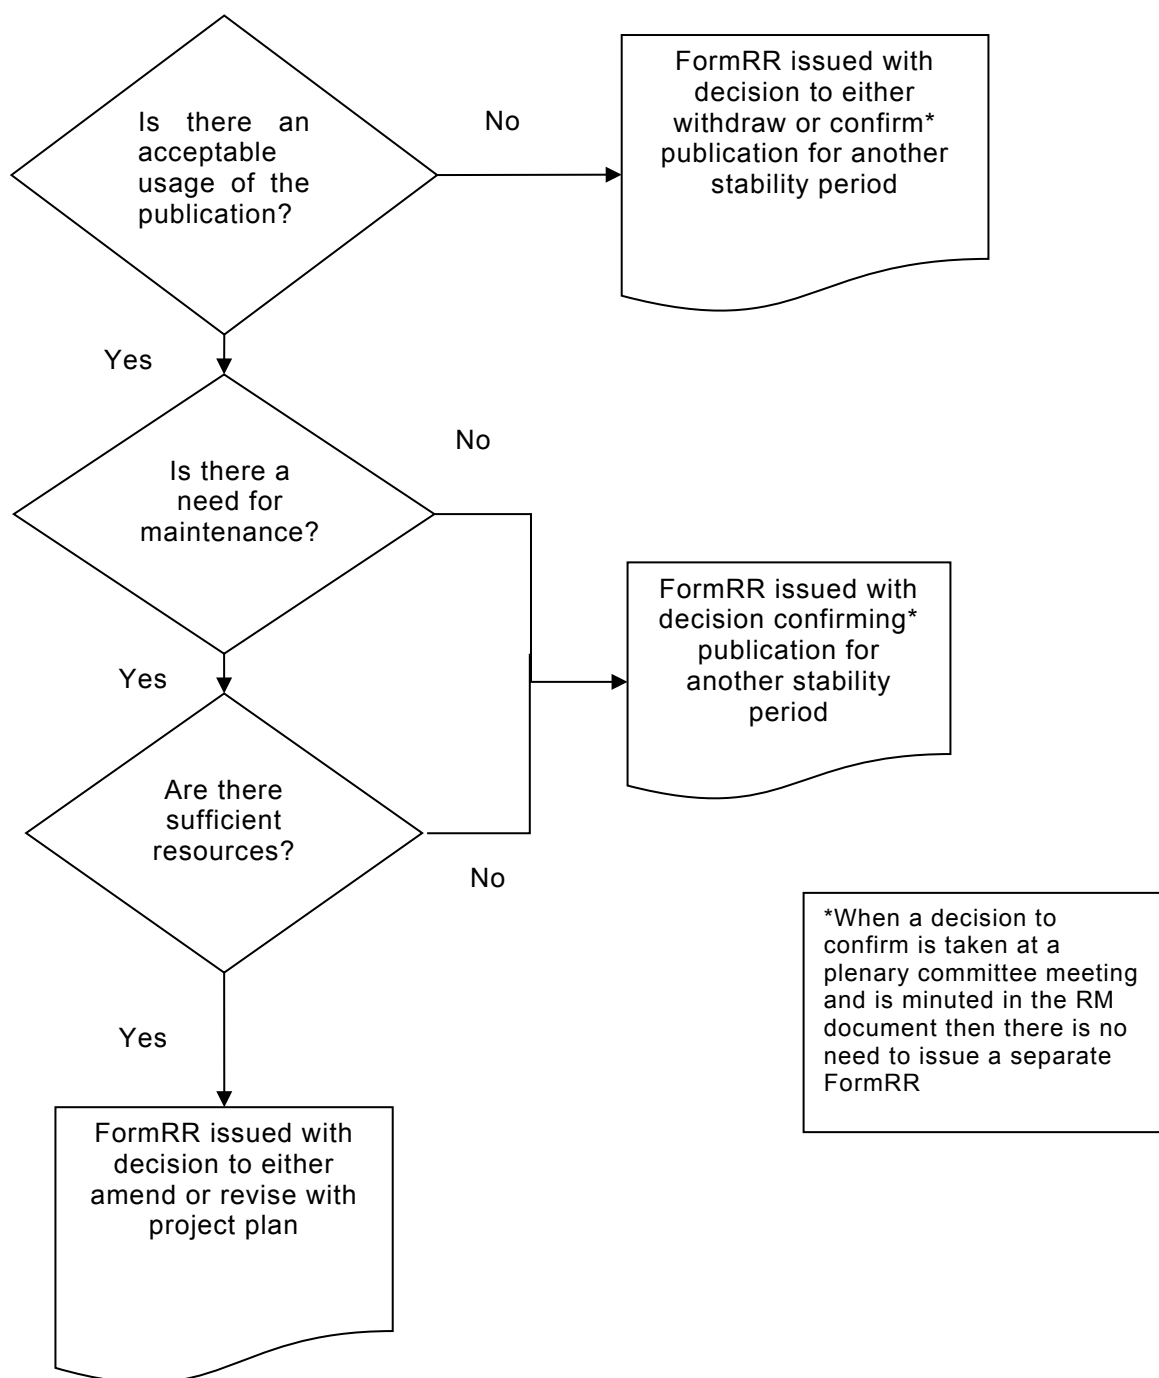 Is there an
acceptable
usage of the
publication?
No
FormRR issued with
decision to either
withdraw or confirm*
publication for another
stability period
Yes
Is there a
need for
maintenance?
No
FormRR issued with
decision confirming*
publication for
another stability
period
Yes
Are there
sufficient
resources?
No
*When a decision to
confirm is taken at a
plenary committee meeting
and is minuted in the RM
document then there is no
need to issue a separate
FormRR
Yes
FormRR issued with
decision to either
amend or revise with
project plan